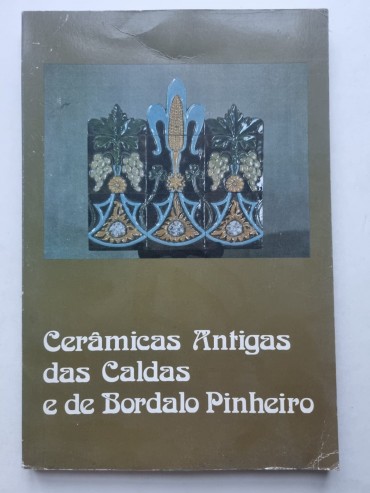 Cerâmicas Antigas
das Caldas
e de Bordalo Pinheiro